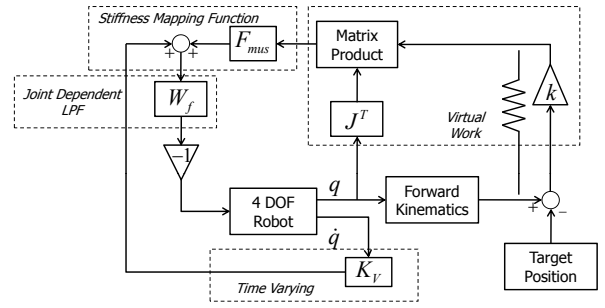 Stiffness Mapping Function
+
+
F_mus
Matrix
Product
k
Joint Dependent
LPF
W_f
J^T
Virtual
Work
-1
4 DOF
Robot
q
Forward
Kinematics
+
-
q̇
Target
Position
K_V
Time Varying